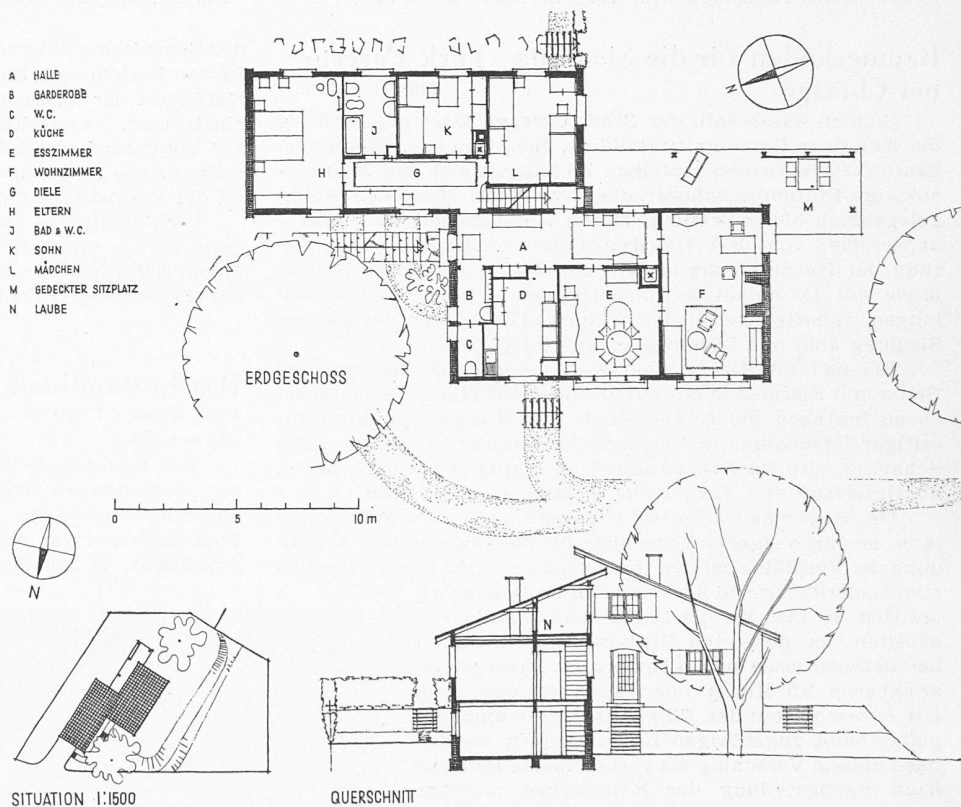 A HALLE
B GARDEROBE
C W.C.
D KÜCHE
E ESSZIMMER
F WOHNZIMMER
G DIELE
H ELTERN
J BAD & W.C.
K SOHN
L MÄDCHEN
M GEDECKTER SITZPLATZ
N LAUBE
N
H J K L
G
M
A
B D E F
C
ERDGESCHOSS
0 5 10 m
N
N
SITUATION 1:1500
QUERSCHNITT